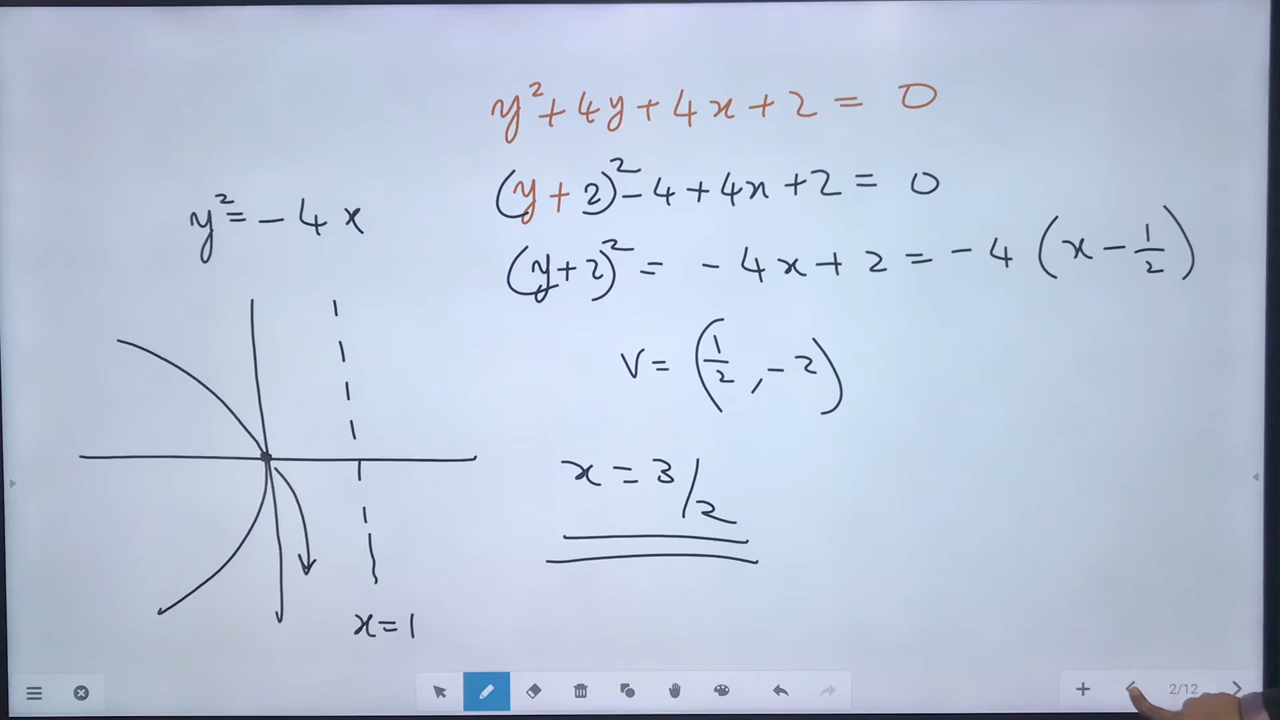 y² + 4y + 4x + 2 = 0
(y + 2)² - 4 + 4x + 2 = 0
y² = - 4x
(y + 2)² = - 4x + 2 = - 4 (x - 1/2)
V = (1/2, - 2)
x = 3/2
x = 1
2/12